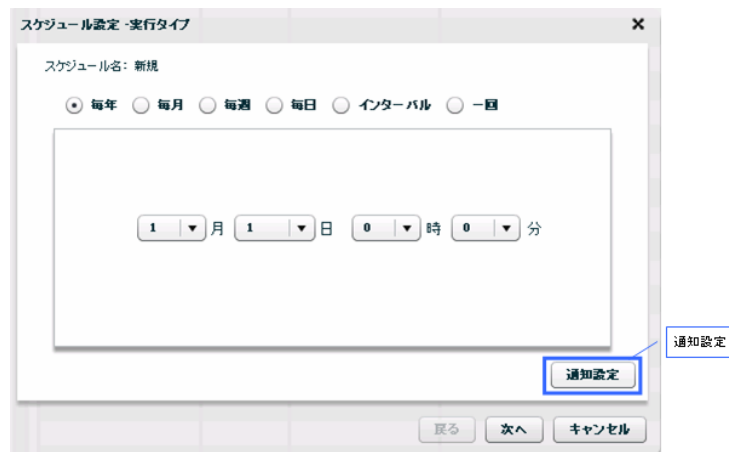 スケジュール設定 -実行タイプ
スケジュール名: 新規
毎年 毎月 毎週 毎日 インターバル 一回
1 月 1 日 0 時 0 分
通知設定
通知設定
戻る 次へ キャンセル